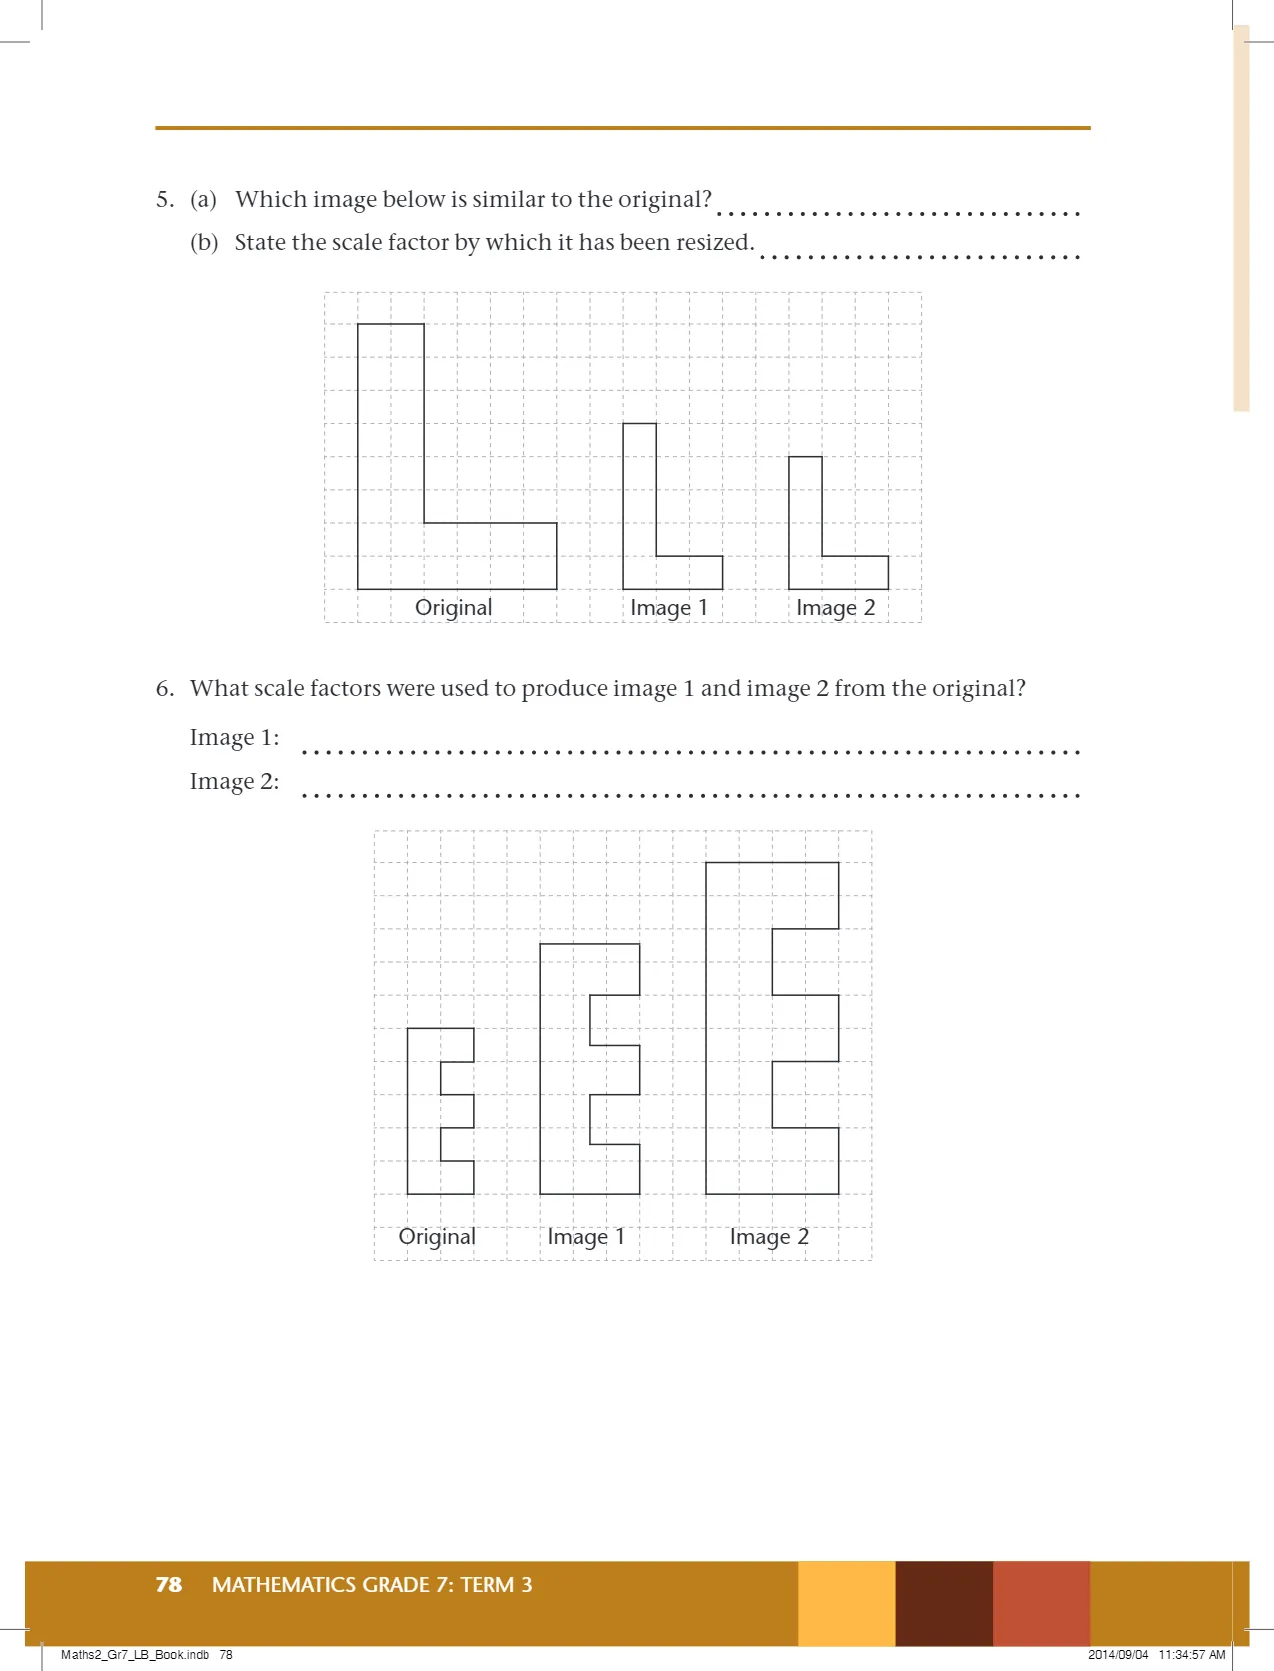 5. (a) Which image below is similar to the original?
(b) State the scale factor by which it has been resized.
Original Image 1 Image 2
6. What scale factors were used to produce image 1 and image 2 from the original?
Image 1:
Image 2:
Original Image 1 Image 2
78 MATHEMATICS GRADE 7: TERM 3
Maths2_Gr7_LB_Book.indb 78 2014/09/04 11:34:57 AM